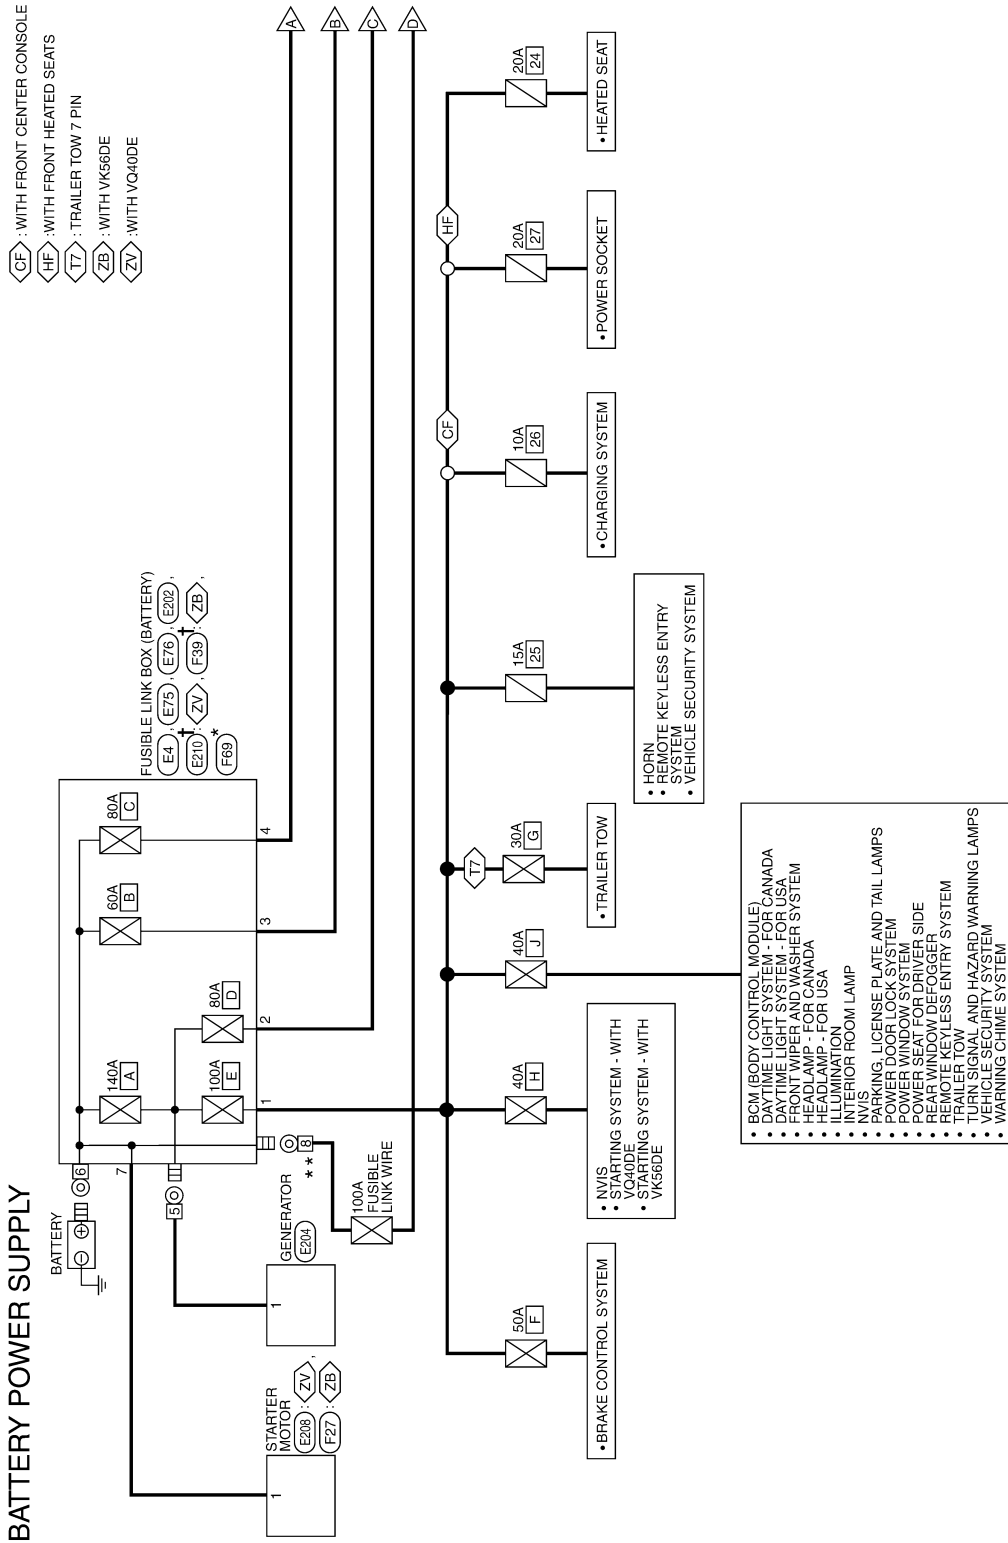 BATTERY POWER SUPPLY
CF : WITH FRONT CENTER CONSOLE
HF :WITH FRONT HEATED SEATS
T7 : TRAILER TOW 7 PIN
ZB : WITH VK56DE
ZV :WITH VQ40DE
BATTERY
6
7
5
8
* *
140A
A
100A
E
80A
D
60A
B
80A
C
1
2
3
4
FUSIBLE LINK BOX (BATTERY)
E4 , E75 , E76 , E202 ,
E210 † : ZV , F39 † : ZB ,
F69 *
A
B
C
D
STARTER
MOTOR
E208 : ZV ,
F27 : ZB
1
GENERATOR
E204
1
100A
FUSIBLE
LINK WIRE
T7
CF
HF
50A
F
40A
H
40A
J
30A
G
15A
25
10A
26
20A
27
20A
24
• BRAKE CONTROL SYSTEM
• NVIS
• STARTING SYSTEM - WITH
VQ40DE
• STARTING SYSTEM - WITH
VK56DE
• BCM (BODY CONTROL MODULE)
• DAYTIME LIGHT SYSTEM - FOR CANADA
• DAYTIME LIGHT SYSTEM - FOR USA
• FRONT WIPER AND WASHER SYSTEM
• HEADLAMP - FOR CANADA
• HEADLAMP - FOR USA
• ILLUMINATION
• INTERIOR ROOM LAMP
• NVIS
• PARKING, LICENSE PLATE AND TAIL LAMPS
• POWER DOOR LOCK SYSTEM
• POWER WINDOW SYSTEM
• POWER SEAT FOR DRIVER SIDE
• REAR WINDOW DEFOGGER
• REMOTE KEYLESS ENTRY SYSTEM
• TRAILER TOW
• TURN SIGNAL AND HAZARD WARNING LAMPS
• VEHICLE SECURITY SYSTEM
• WARNING CHIME SYSTEM
• TRAILER TOW
• HORN
• REMOTE KEYLESS ENTRY
SYSTEM
• VEHICLE SECURITY SYSTEM
• CHARGING SYSTEM
• POWER SOCKET
• HEATED SEAT